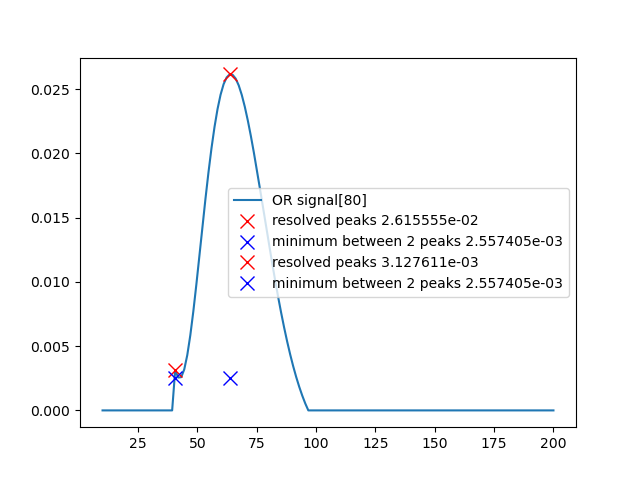 0.025
0.020
0.015
0.010
0.005
0.000
OR signal[80]
resolved peaks 2.615555e-02
minimum between 2 peaks 2.557405e-03
resolved peaks 3.127611e-03
minimum between 2 peaks 2.557405e-03
25 50 75 100 125 150 175 200